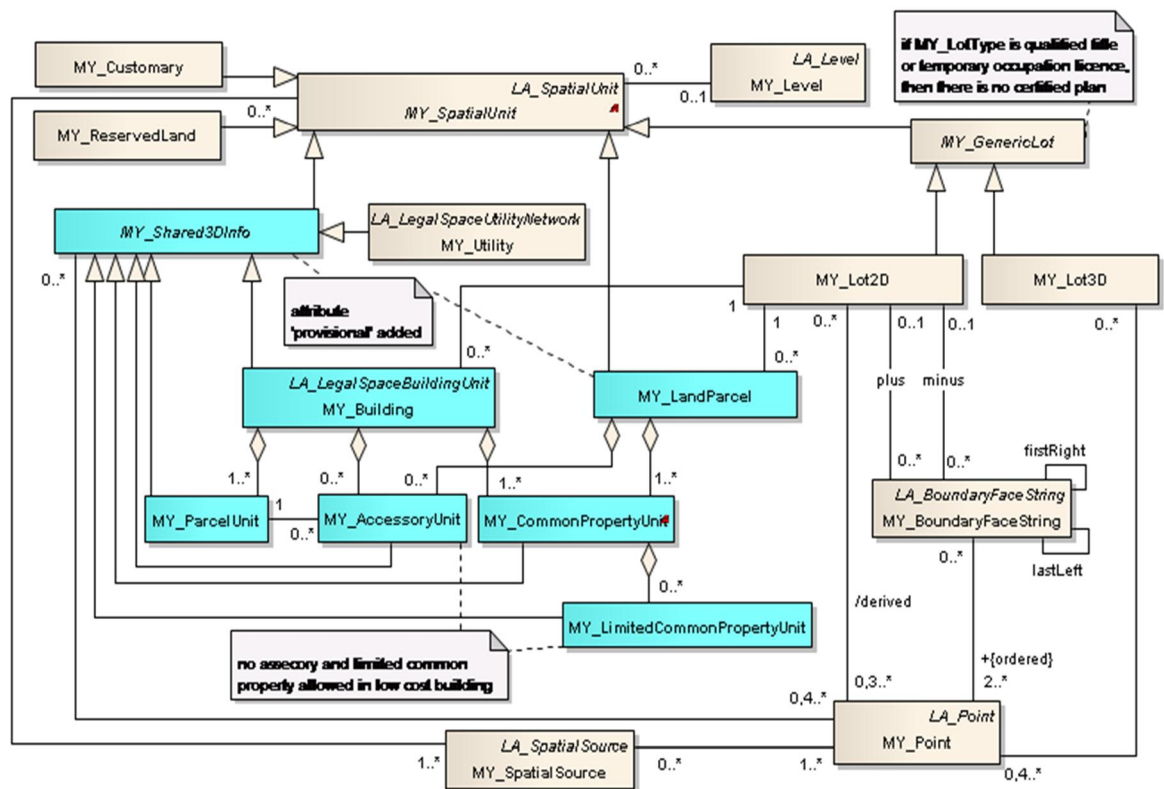 MY_Customary
LA_SpatialUnit
MY_SpatialUnit
0..*
0..1
LA_Level
MY_Level
if MY_LotType is qualified title
or temporary occupation licence,
then there is no certified plan
MY_ReservedLand
0..*
MY_GenericLot
MY_Shared3DInfo
LA_LegalSpaceUtilityNetwork
MY_Utility
0..*
attribute
'provisional' added
MY_Lot2D
MY_Lot3D
1
1
0..*
0..1
0..1
0..*
0..*
0..*
plus
minus
LA_LegalSpaceBuildingUnit
MY_Building
MY_LandParcel
1..*
0..*
0..*
1..*
1..*
0..*
0..*
firstRight
MY_ParcelUnit
1
0..*
MY_AccessoryUnit
MY_CommonPropertyUnit
LA_BoundaryFaceString
MY_BoundaryFaceString
0..*
lastLeft
0..*
/derived
MY_LimitedCommonPropertyUnit
no assecory and limited common
property allowed in low cost building
+{ordered}
2..*
0,3..*
0,4..*
LA_Point
MY_Point
LA_SpatialSource
MY_SpatialSource
1..*
0..*
1..*
0,4..*